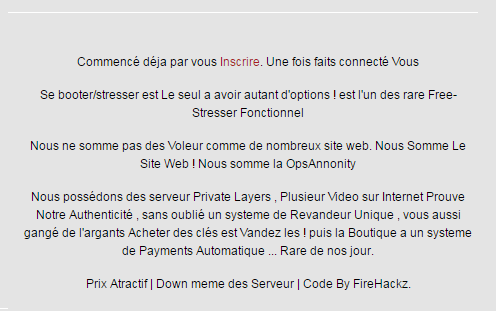 Commencé déja par vous Inscrire. Une fois faits connecté Vous
Se booter/stresser est Le seul a avoir autant d'options ! est l'un des rare Free-
Stresser Fonctionnel
Nous ne somme pas des Voleur comme de nombreux site web. Nous Somme Le
Site Web ! Nous somme la OpsAnnonity
Nous possédons des serveur Private Layers , Plusieur Video sur Internet Prouve
Notre Authenticité , sans oublié un systeme de Revandeur Unique , vous aussi
gangé de l'argants Acheter des clés est Vandez les ! puis la Boutique a un systeme
de Payments Automatique ... Rare de nos jour.
Prix Atractif | Down meme des Serveur | Code By FireHackz.